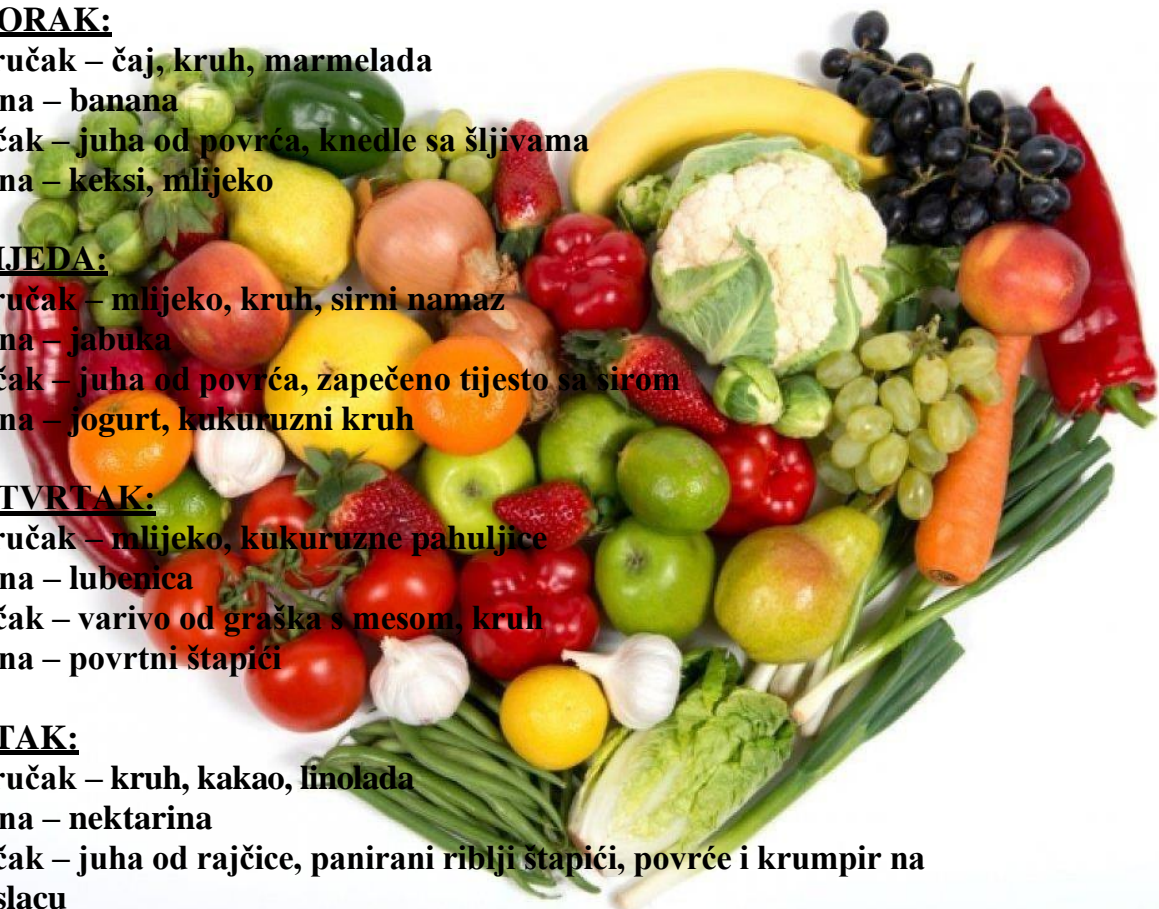 ORAK:
ručak – čaj, kruh, marmelada
na – banana
čak – juha od povrća, knedle sa šljivama
na – keksi, mlijeko
IJEDA:
ručak – mlijeko, kruh, sirni namaz
na – jabuka
čak – juha od povrća, zapečeno tijesto sa sirom
na – jogurt, kukuruzni kruh
TVRTAK:
ručak – mlijeko, kukuruzne pahuljice
na – lubenica
čak – varivo od graška s mesom, kruh
na – povrtni štapići
TAK:
ručak – kruh, kakao, linolada
na – nektarina
čak – juha od rajčice, panirani riblji štapići, povrće i krumpir na
slacu